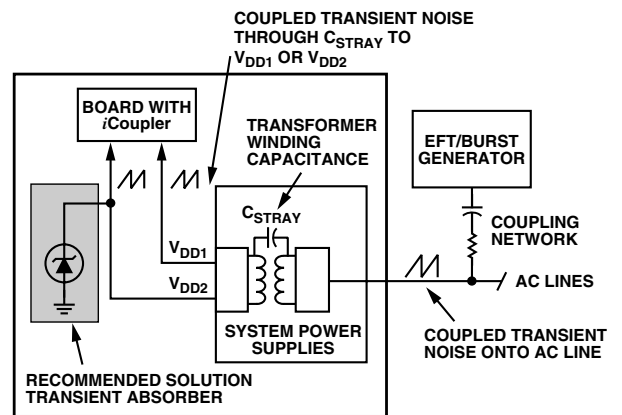 COUPLED TRANSIENT NOISE
THROUGH CSTRAY TO
VDD1 OR VDD2
BOARD WITH
iCoupler
TRANSFORMER
WINDING
CAPACITANCE
EFT/BURST
GENERATOR
CSTRAY
COUPLING
NETWORK
VDD1
VDD2
AC LINES
SYSTEM POWER
SUPPLIES
COUPLED TRANSIENT
NOISE ONTO AC LINE
RECOMMENDED SOLUTION
TRANSIENT ABSORBER